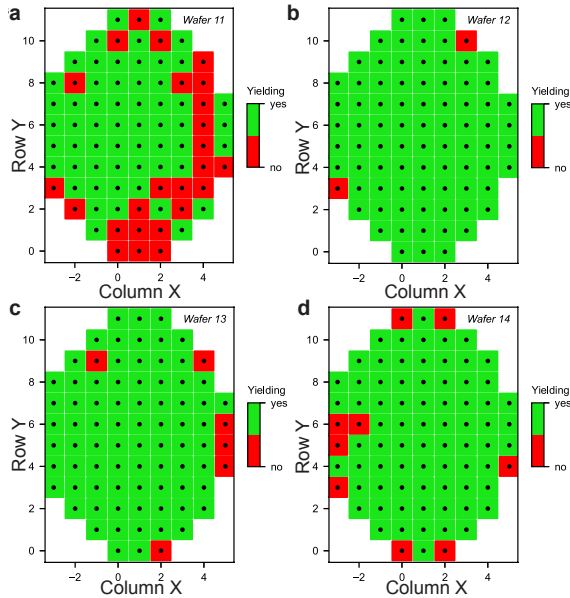 a
Wafer 11
10
8
6
4
2
0
−2
0
2
4
Row Y
Column X
Yielding
yes
no
b
Wafer 12
10
8
6
4
2
0
−2
0
2
4
Row Y
Column X
Yielding
yes
no
c
Wafer 13
10
8
6
4
2
0
−2
0
2
4
Row Y
Column X
Yielding
yes
no
d
Wafer 14
10
8
6
4
2
0
−2
0
2
4
Row Y
Column X
Yielding
yes
no